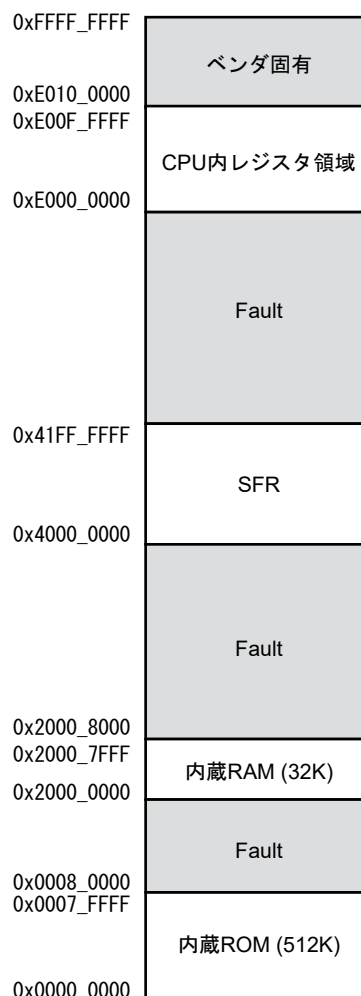 0xFFFF_FFFF
ベンダ固有
0xE010_0000
0xE00F_FFFF
CPU内レジスタ領域
0xE000_0000
Fault
0x41FF_FFFF
SFR
0x4000_0000
Fault
0x2000_8000
0x2000_7FFF
内蔵RAM (32K)
0x2000_0000
Fault
0x0008_0000
0x0007_FFFF
内蔵ROM (512K)
0x0000_0000